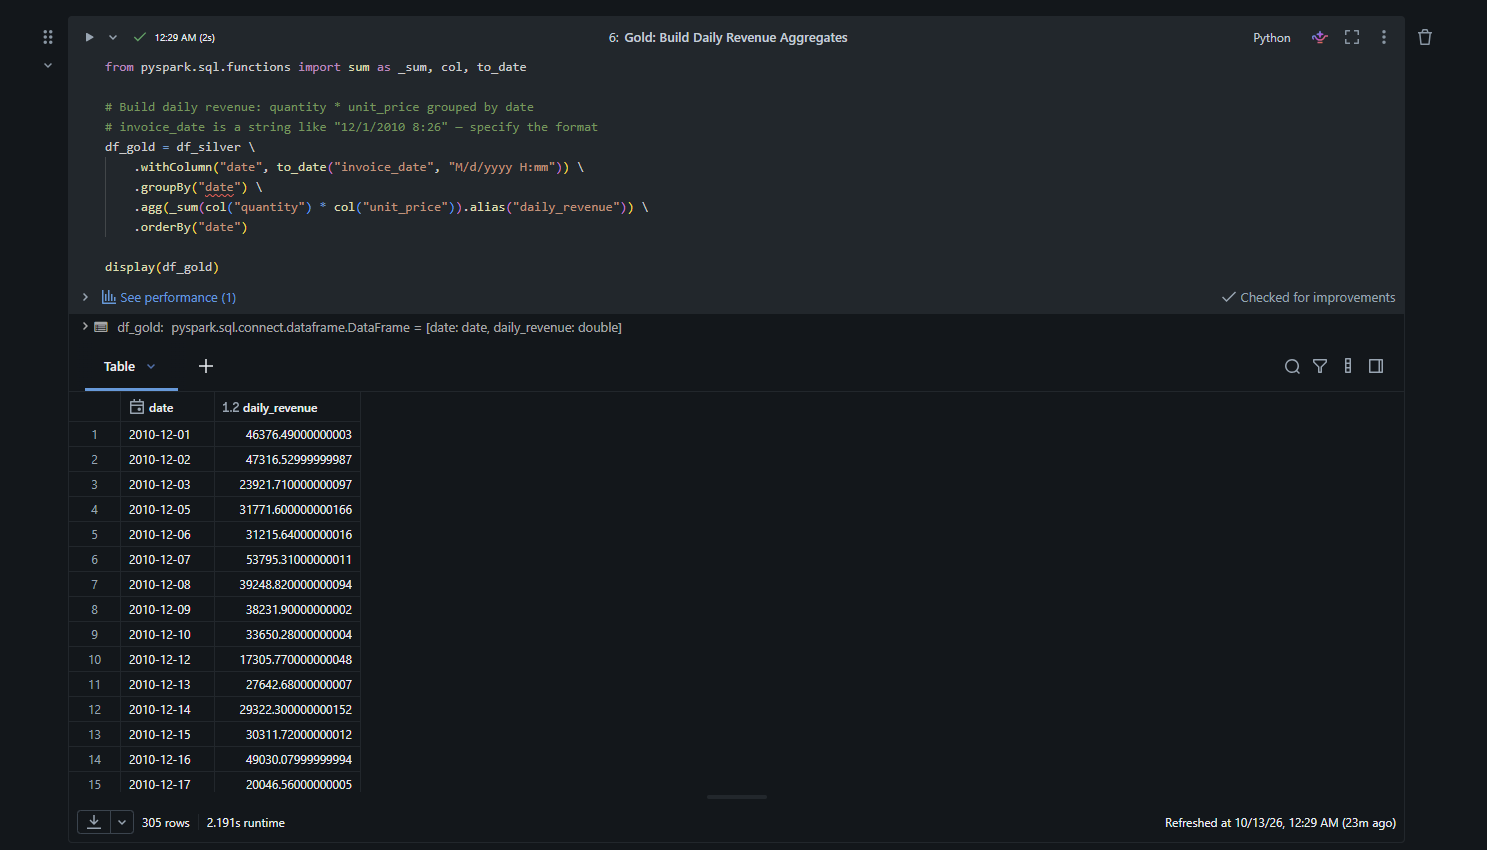 12:29 AM (2s)
6: Gold: Build Daily Revenue Aggregates
Python
from pyspark.sql.functions import sum as _sum, col, to_date
# Build daily revenue: quantity * unit_price grouped by date
# invoice_date is a string like "12/1/2010 8:26" — specify the format
df_gold = df_silver \
    .withColumn("date", to_date("invoice_date", "M/d/yyyy H:mm")) \
    .groupBy("date") \
    .agg(_sum(col("quantity") * col("unit_price")).alias("daily_revenue")) \
    .orderBy("date")
display(df_gold)
See performance (1)
Checked for improvements
df_gold: pyspark.sql.connect.dataframe.DataFrame = [date: date, daily_revenue: double]
Table
date 1.2 daily_revenue
1 2010-12-01 46376.49000000003
2 2010-12-02 47316.52999999987
3 2010-12-03 23921.710000000097
4 2010-12-05 31771.600000000166
5 2010-12-06 31215.64000000016
6 2010-12-07 53795.31000000011
7 2010-12-08 39248.820000000094
8 2010-12-09 38231.90000000002
9 2010-12-10 33650.28000000004
10 2010-12-12 17305.770000000048
11 2010-12-13 27642.68000000007
12 2010-12-14 29322.300000000152
13 2010-12-15 30311.72000000012
14 2010-12-16 49030.07999999994
15 2010-12-17 20046.56000000005
305 rows
2.191s runtime
Refreshed at 10/13/26, 12:29 AM (23m ago)